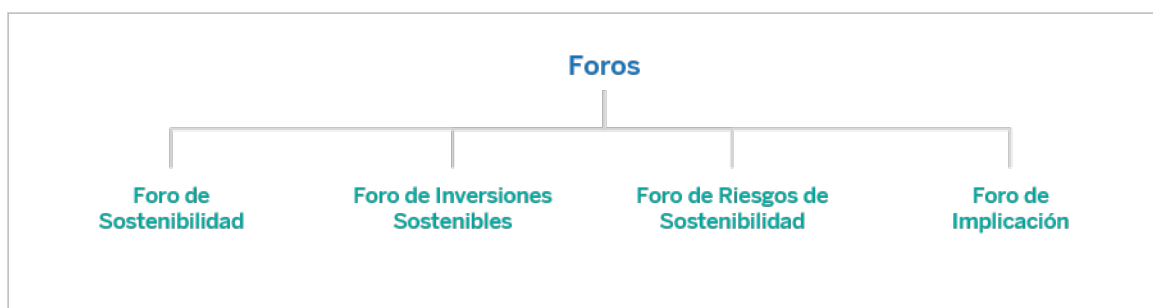 Foros
Foro de
Sostenibilidad
Foro de Inversiones
Sostenibles
Foro de Riesgos de
Sostenibilidad
Foro de
Implicación